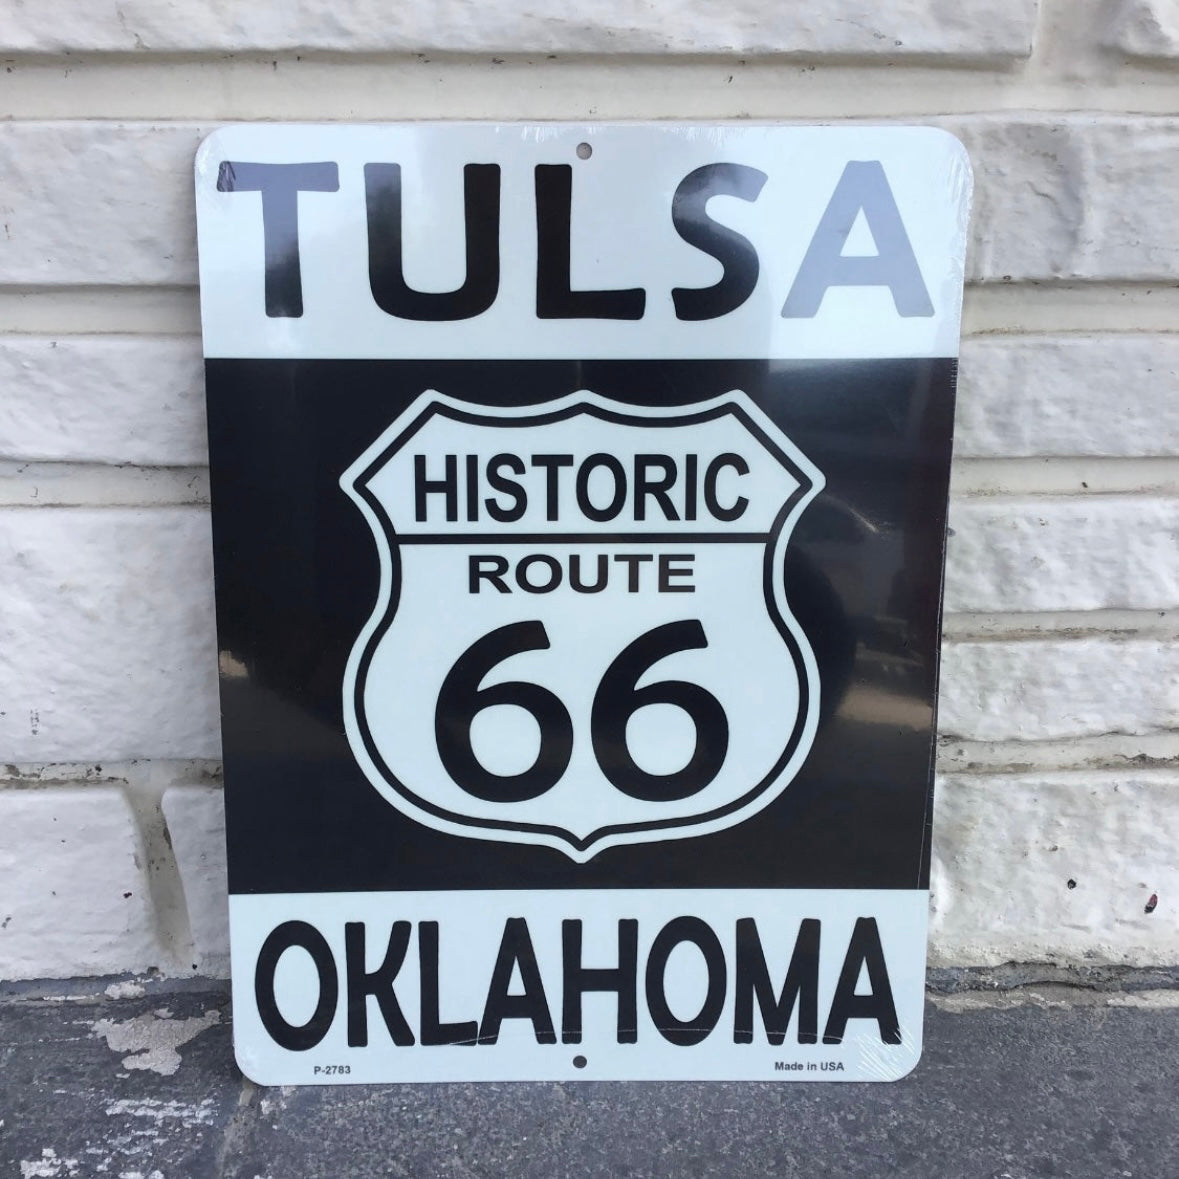 TULSA
HISTORIC
ROUTE
66
OKLAHOMA
P-2783 Made in USA